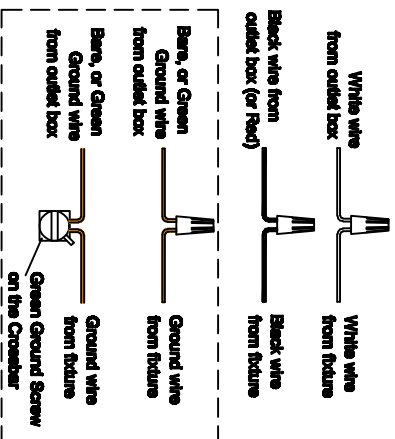 White wire
from outlet box
White wire
from fixture
Black wire from
outlet box (or Red)
Black wire
from fixture
Bare, or Green
Ground wire
from outlet box
Ground wire
from fixture
Bare, or Green
Ground wire
from outlet box
Ground wire
from fixture
Green Ground Screw
on the Crossbar